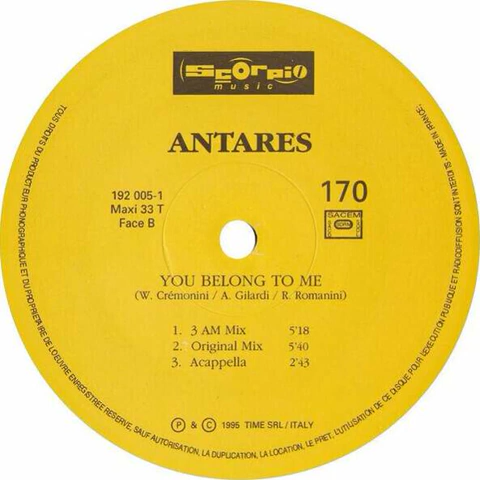 Scorpio
music
ANTARES
192 005-1
Maxi 33 T
Face B
170
SACEM
YOU BELONG TO ME
(W. Crémonini / A. Gilardi / R. Romanini)
1. 3 AM Mix 5'18
2. Original Mix 5'40
3. Acappella 2'43
P & C 1995 TIME SRL / ITALY
TOUS DROITS DU PRODUCTEUR PHONOGRAPHIQUE ET DU PROPRIETAIRE DE L'OEUVRE ENREGISTREE RESERVE, SAUF AUTORISATION, LA DUPLICATION, LA LOCATION, LE PRET, L'UTILISATION DE CE DISQUE POUR EXECUTION PUBLIQUE ET RADIODIFFUSION SONT INTERDIS. MADE IN FRANCE.